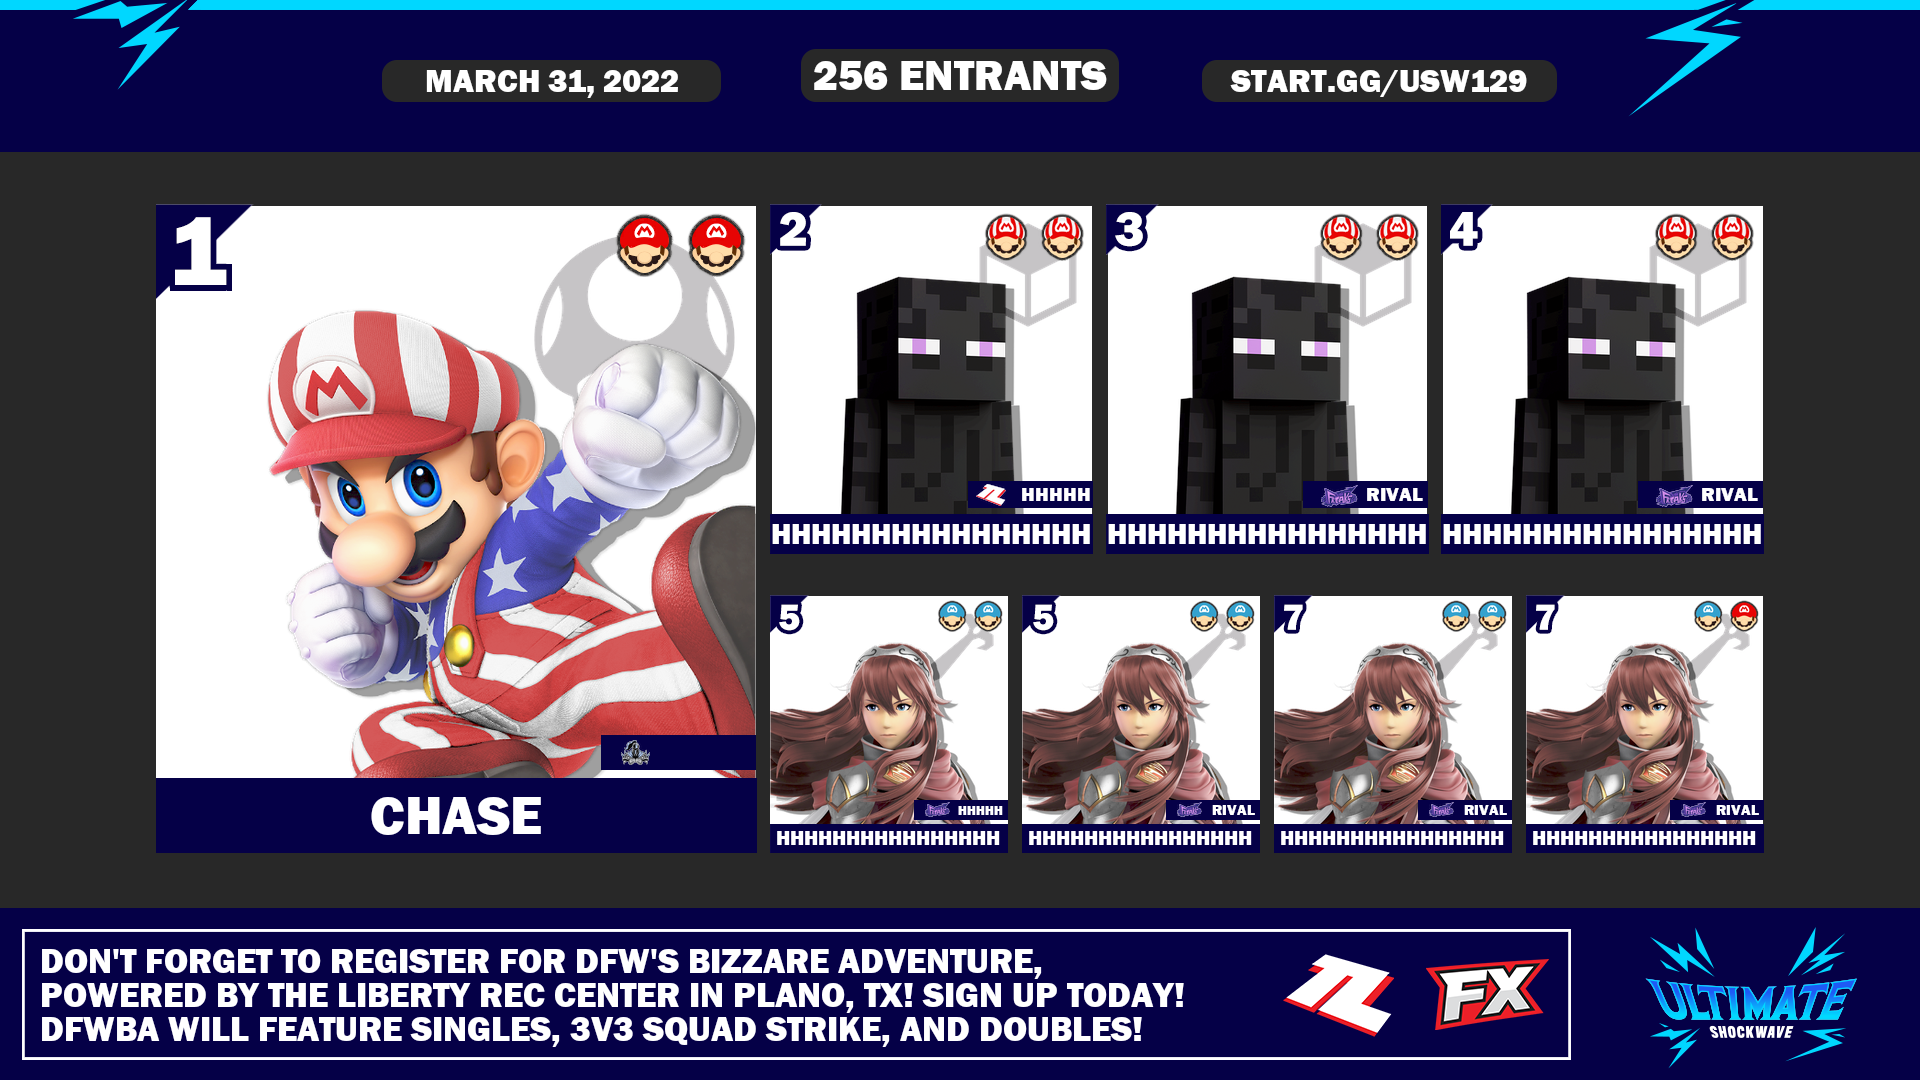 MARCH 31, 2022
256 ENTRANTS
START.GG/USW129
1
2
3
4
M
HHHHH
RIVAL
RIVAL
HHHHHHHHHHHHHHHH
HHHHHHHHHHHHHHHH
HHHHHHHHHHHHHHHH
5
5
7
7
HHHHH
RIVAL
RIVAL
RIVAL
CHASE
HHHHHHHHHHHHHHHH
HHHHHHHHHHHHHHHH
HHHHHHHHHHHHHHHH
HHHHHHHHHHHHHHHH
DON'T FORGET TO REGISTER FOR DFW'S BIZZARE ADVENTURE,
POWERED BY THE LIBERTY REC CENTER IN PLANO, TX! SIGN UP TODAY!
DFWBA WILL FEATURE SINGLES, 3V3 SQUAD STRIKE, AND DOUBLES!
FX
ULTIMATE
SHOCKWAVE